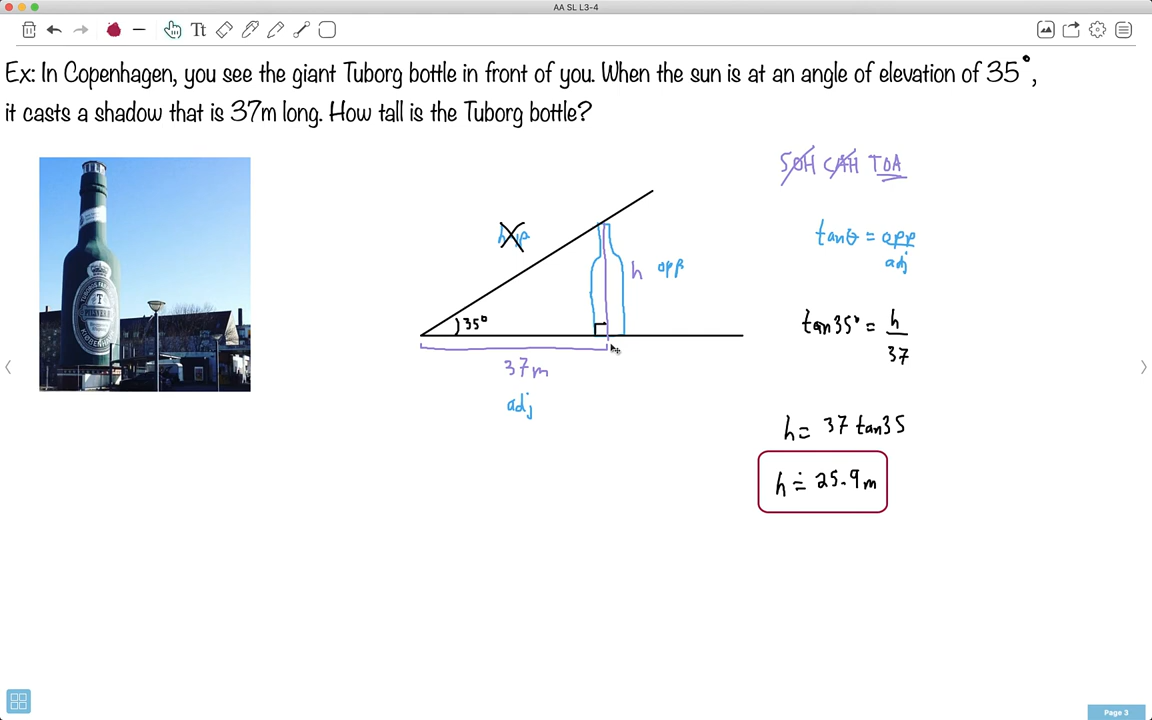 AA SL L3-4
Tt
Ex: In Copenhagen, you see the giant Tuborg bottle in front of you. When the sun is at an angle of elevation of 35°,
it casts a shadow that is 37m long. How tall is the Tuborg bottle?
SOH CAH TOA
hyp
tanθ = opp
adj
h opp
35°
tan35° = h
37
37m
adj
h = 37 tan35
h ≐ 25.9m
T
PILSNER
Page 3